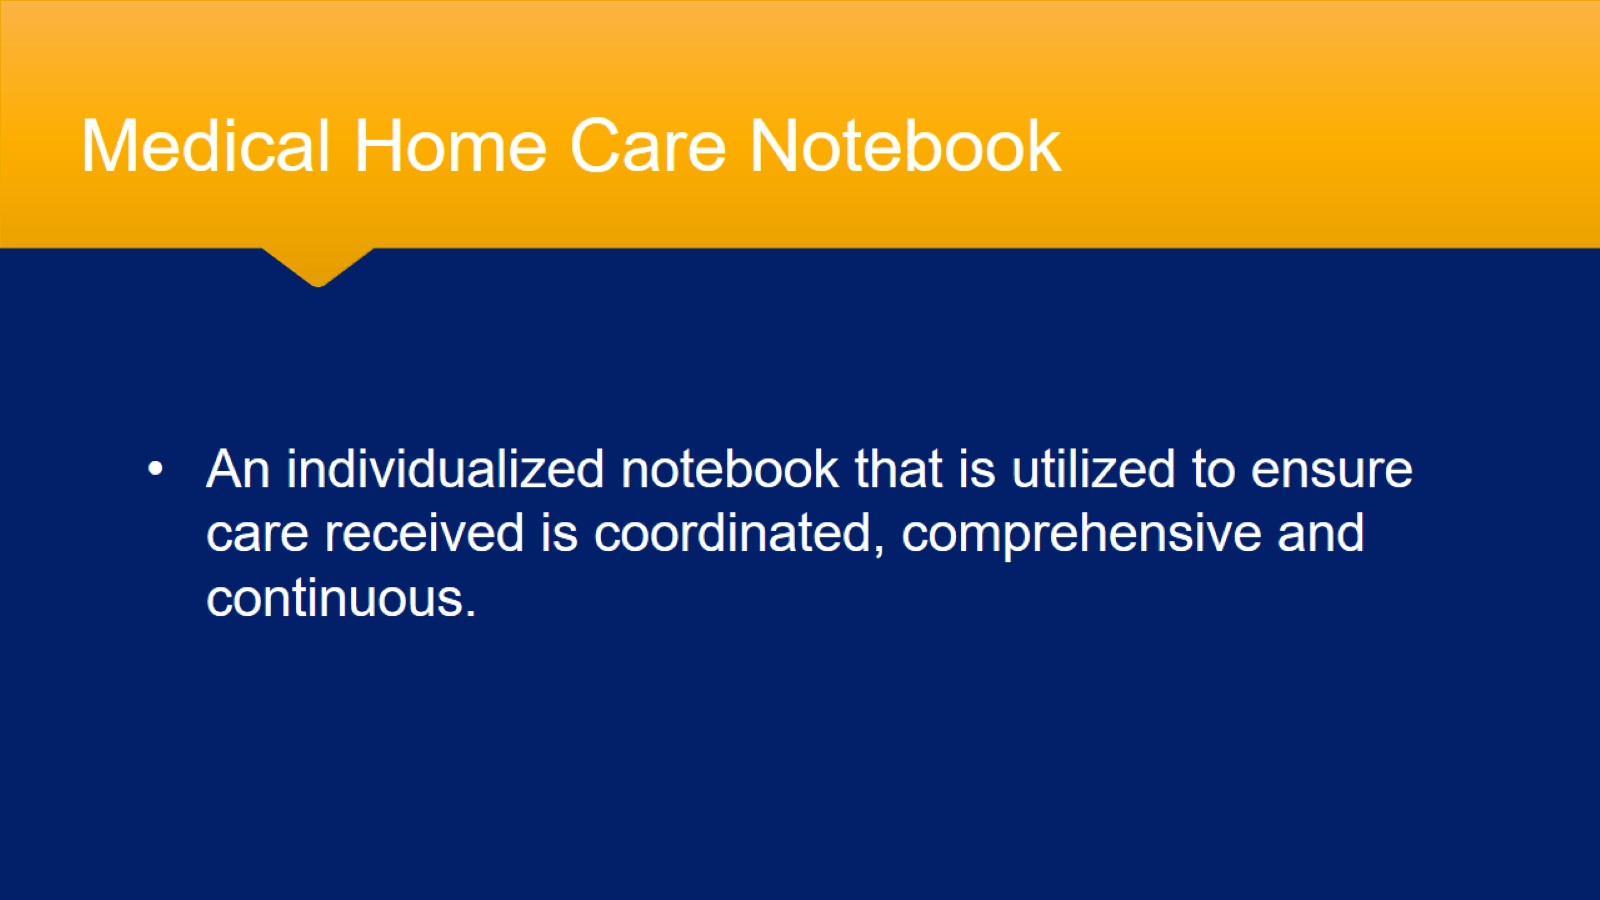 Medical Home Care Notebook
• An individualized notebook that is utilized to ensure
care received is coordinated, comprehensive and
continuous.